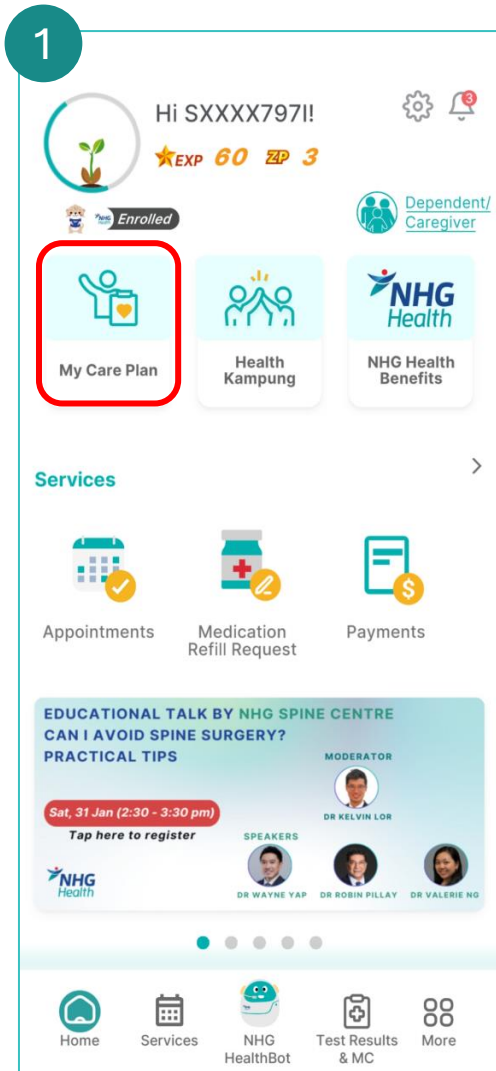 1
Hi SXXXX797I!
3
EXP 60 ZP 3
NHG Health Enrolled
Dependent/
Caregiver
My Care Plan
Health
Kampung
NHG
Health
NHG Health
Benefits
Services
Appointments
Medication
Refill Request
$
Payments
EDUCATIONAL TALK BY NHG SPINE CENTRE
CAN I AVOID SPINE SURGERY?
PRACTICAL TIPS
MODERATOR
DR KELVIN LOR
Sat, 31 Jan (2:30 - 3:30 pm)
Tap here to register
SPEAKERS
NHG
Health
DR WAYNE YAP
DR ROBIN PILLAY
DR VALERIE NG
Home
Services
NHG
HealthBot
Test Results
& MC
More